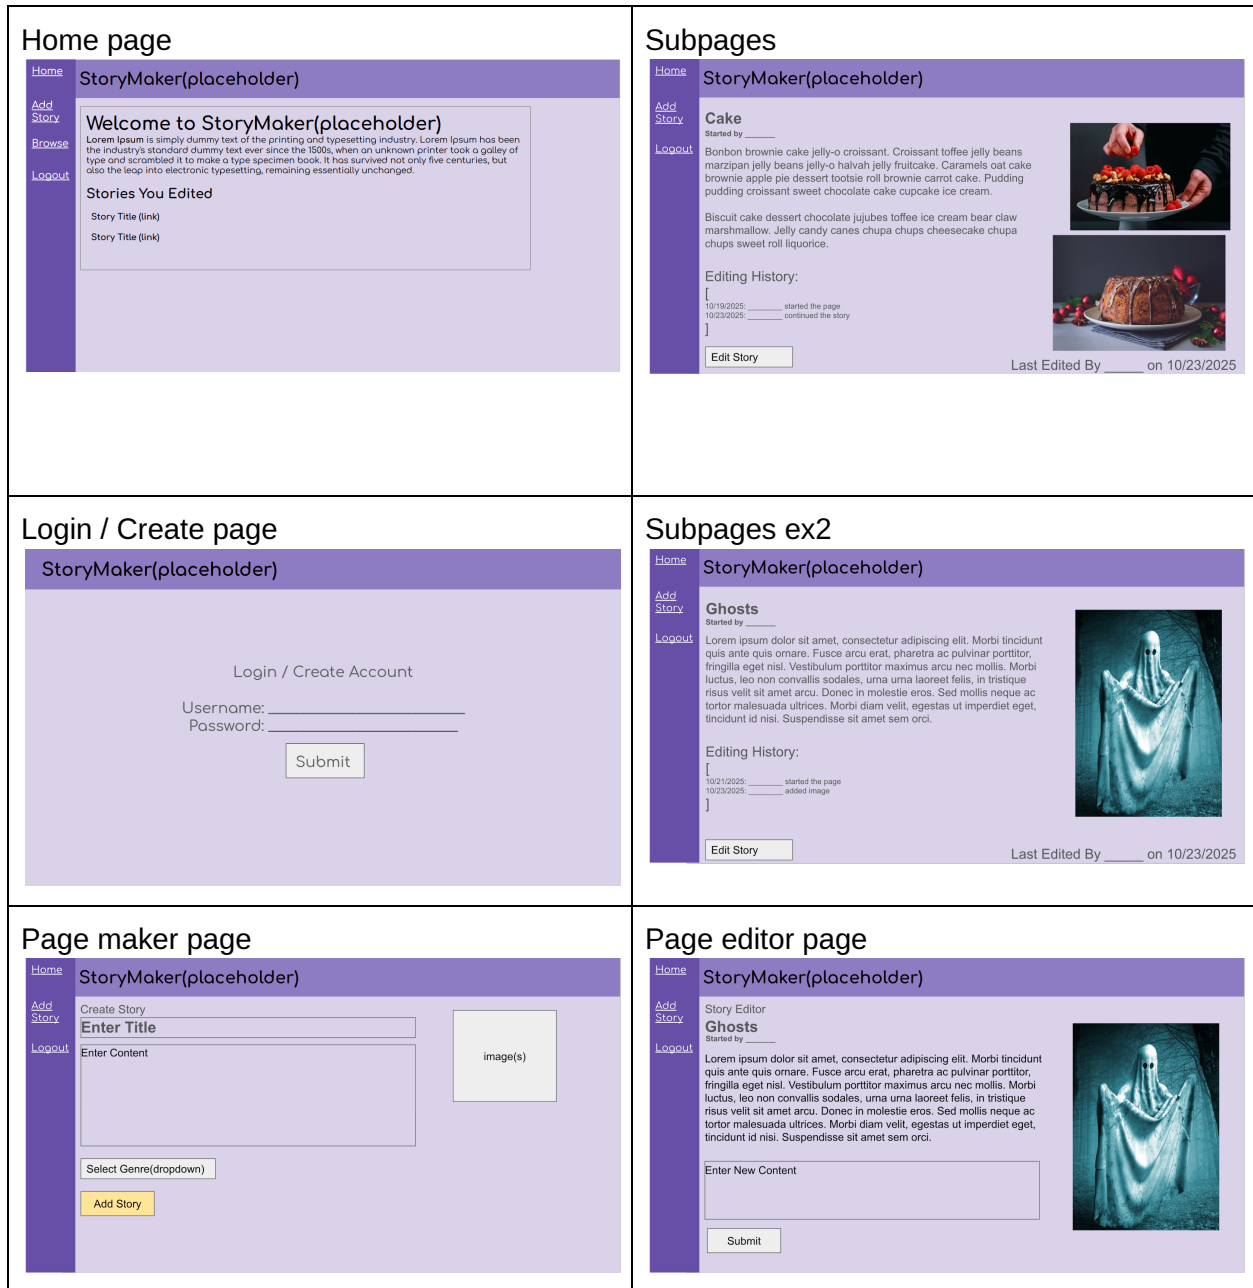 Home page
Home
Add
Story
Browse
Logout
StoryMaker(placeholder)
Welcome to StoryMaker(placeholder)
Lorem Ipsum is simply dummy text of the printing and typesetting industry. Lorem Ipsum has been
the industry's standard dummy text ever since the 1500s, when an unknown printer took a galley of
type and scrambled it to make a type specimen book. It has survived not only five centuries, but
also the leap into electronic typesetting, remaining essentially unchanged.
Stories You Edited
Story Title (link)
Story Title (link)
Subpages
Home
Add
Story
Logout
StoryMaker(placeholder)
Cake
Started by ______
Bonbon brownie cake jelly-o croissant. Croissant toffee jelly beans
marzipan jelly beans jelly-o halvah jelly fruitcake. Caramels oat cake
brownie apple pie dessert tootsie roll brownie carrot cake. Pudding
pudding croissant sweet chocolate cake cupcake ice cream.
Biscuit cake dessert chocolate jujubes toffee ice cream bear claw
marshmallow. Jelly candy canes chupa chups cheesecake chupa
chups sweet roll liquorice.
Editing History:
[
10/19/2025: ________ started the page
10/23/2025: ________ continued the story
]
Edit Story
Last Edited By _____ on 10/23/2025
Login / Create page
StoryMaker(placeholder)
Login / Create Account
Username: ____________________
Password: ____________________
Submit
Subpages ex2
Home
Add
Story
Logout
StoryMaker(placeholder)
Ghosts
Started by ______
Lorem ipsum dolor sit amet, consectetur adipiscing elit. Morbi tincidunt
quis ante quis ornare. Fusce arcu erat, pharetra ac pulvinar porttitor,
fringilla eget nisl. Vestibulum porttitor maximus arcu nec mollis. Morbi
luctus, leo non convallis sodales, urna urna laoreet felis, in tristique
risus velit sit amet arcu. Donec in molestie eros. Sed mollis neque ac
tortor malesuada ultrices. Morbi diam velit, egestas ut imperdiet eget,
tincidunt id nisi. Suspendisse sit amet sem orci.
Editing History:
[
10/21/2025: ________ started the page
10/23/2025: ________ added image
]
Edit Story
Last Edited By _____ on 10/23/2025
Page maker page
Home
Add
Story
Logout
StoryMaker(placeholder)
Create Story
Enter Title
Enter Content
image(s)
Select Genre(dropdown)
Add Story
Page editor page
Home
Add
Story
Logout
StoryMaker(placeholder)
Story Editor
Ghosts
Started by ______
Lorem ipsum dolor sit amet, consectetur adipiscing elit. Morbi tincidunt
quis ante quis ornare. Fusce arcu erat, pharetra ac pulvinar porttitor,
fringilla eget nisl. Vestibulum porttitor maximus arcu nec mollis. Morbi
luctus, leo non convallis sodales, urna urna laoreet felis, in tristique
risus velit sit amet arcu. Donec in molestie eros. Sed mollis neque ac
tortor malesuada ultrices. Morbi diam velit, egestas ut imperdiet eget,
tincidunt id nisi. Suspendisse sit amet sem orci.
Enter New Content
Submit